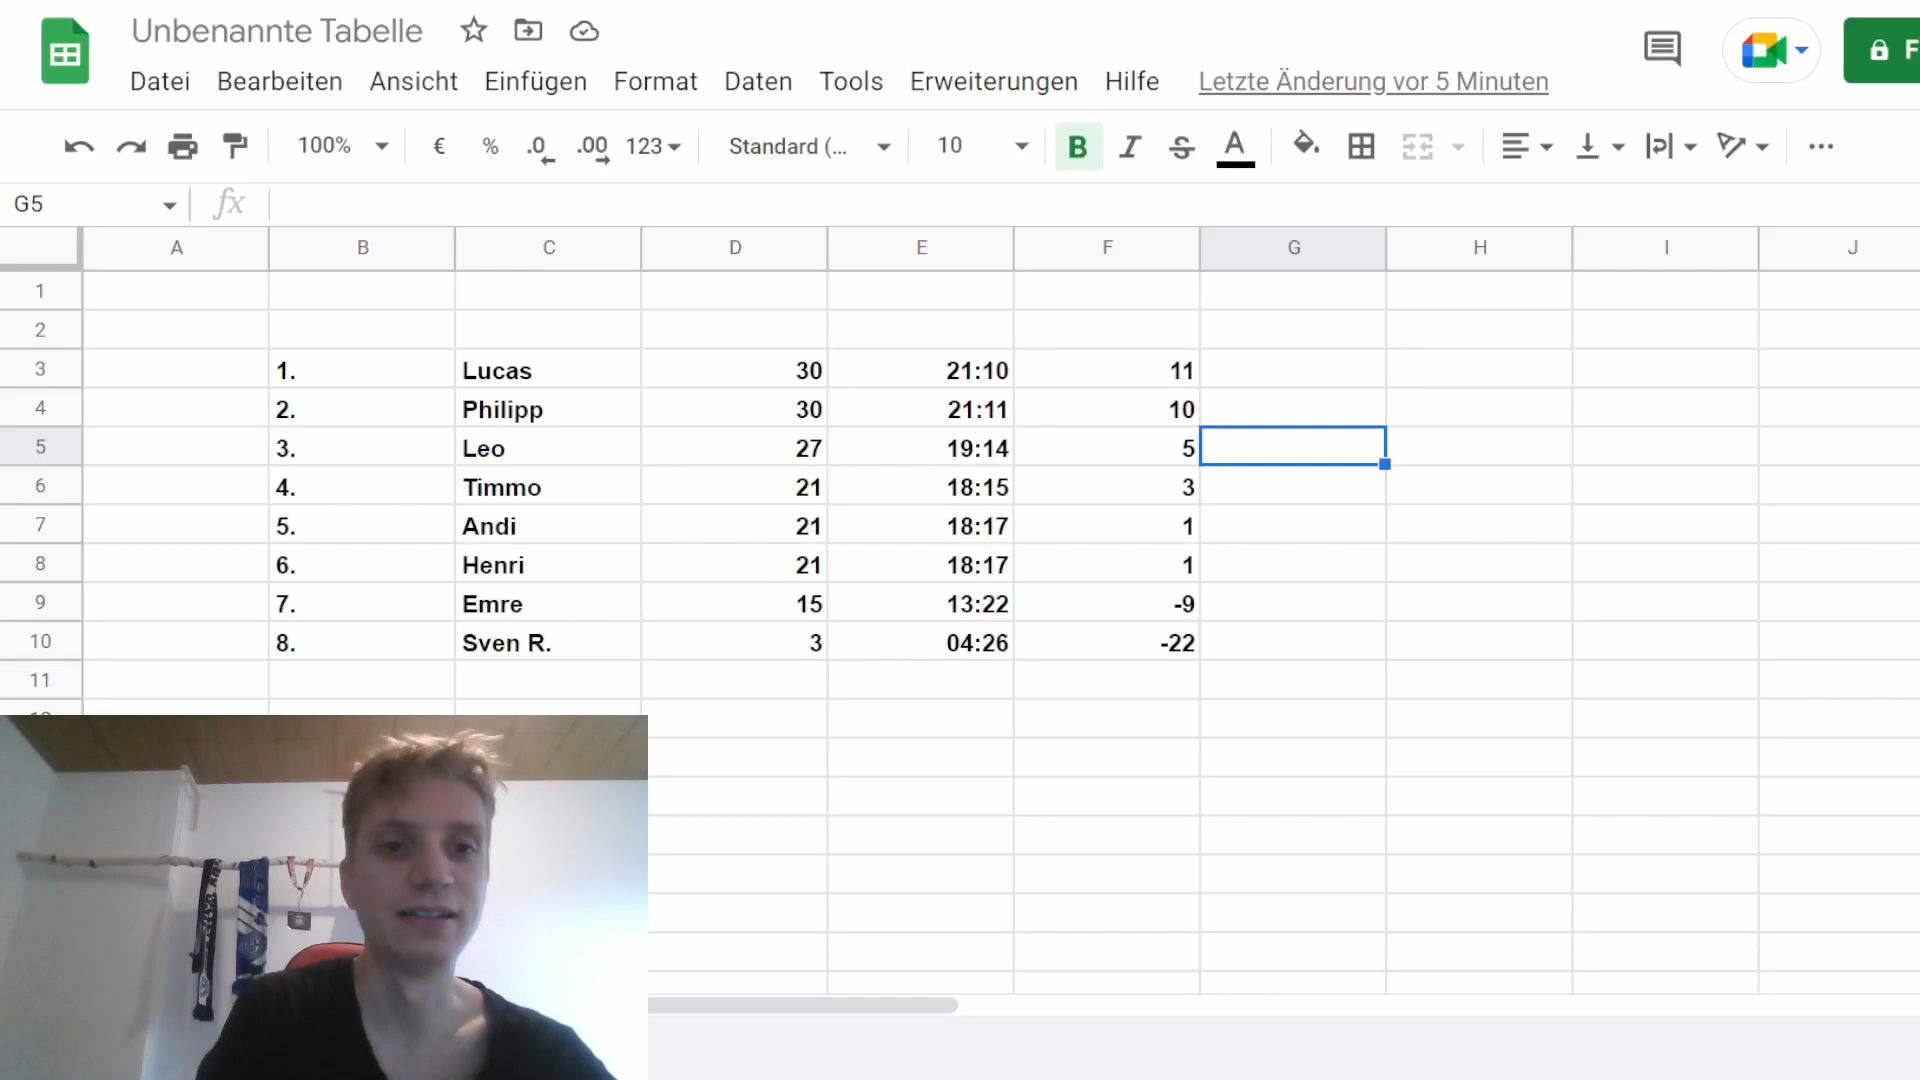 Unbenannte Tabelle
Datei Bearbeiten Ansicht Einfügen Format Daten Tools Erweiterungen Hilfe Letzte Änderung vor 5 Minuten
F
100% € % .0 .00 123 Standard (... 10 B I S A ...
G5 fx
A B C D E F G H I J
1
2
3 1. Lucas 30 21:10 11
4 2. Philipp 30 21:11 10
5 3. Leo 27 19:14 5
6 4. Timmo 21 18:15 3
7 5. Andi 21 18:17 1
8 6. Henri 21 18:17 1
9 7. Emre 15 13:22 -9
10 8. Sven R. 3 04:26 -22
11